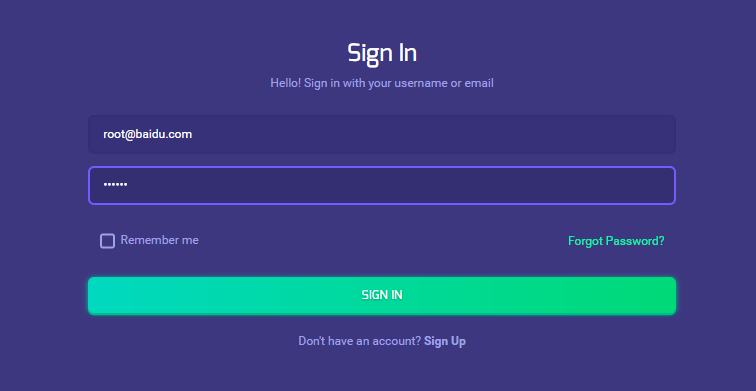 Sign In
Hello! Sign in with your username or email
root@baidu.com
••••••
Remember me
Forgot Password?
SIGN IN
Don't have an account? Sign Up